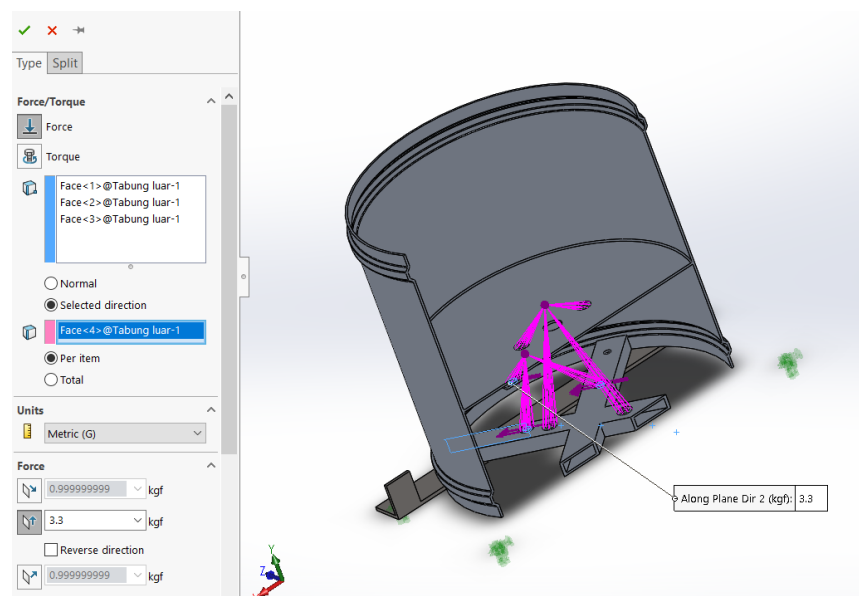 Type Split
Force/Torque
Force
Torque
Face<1>@Tabung luar-1
Face<2>@Tabung luar-1
Face<3>@Tabung luar-1
Normal
Selected direction
Face<4>@Tabung luar-1
Per item
Total
Units
Metric (G)
Force
0.999999999 kgf
3.3 kgf
Reverse direction
0.999999999 kgf
Along Plane Dir 2 (kgf): 3.3
Y
Z